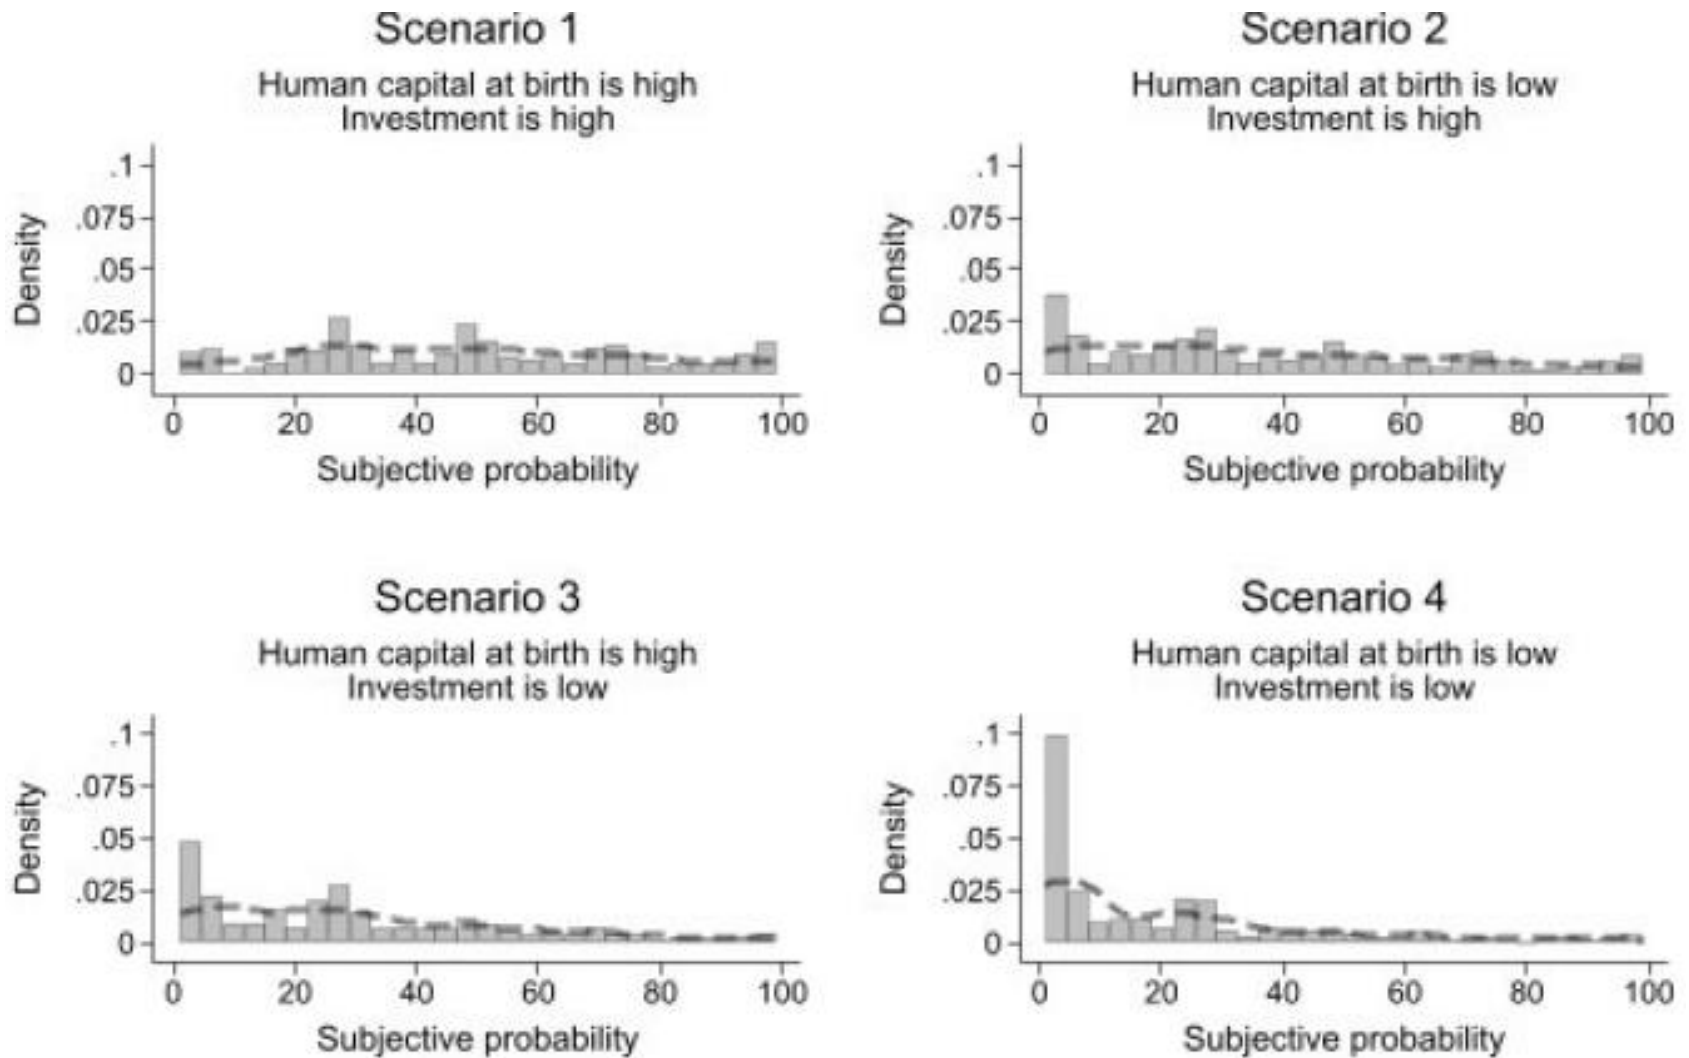 Scenario 1
Human capital at birth is high
Investment is high
.1
.075
.05
.025
0
Density
0 20 40 60 80 100
Subjective probability
Scenario 2
Human capital at birth is low
Investment is high
.1
.075
.05
.025
0
Density
0 20 40 60 80 100
Subjective probability
Scenario 3
Human capital at birth is high
Investment is low
.1
.075
.05
.025
0
Density
0 20 40 60 80 100
Subjective probability
Scenario 4
Human capital at birth is low
Investment is low
.1
.075
.05
.025
0
Density
0 20 40 60 80 100
Subjective probability